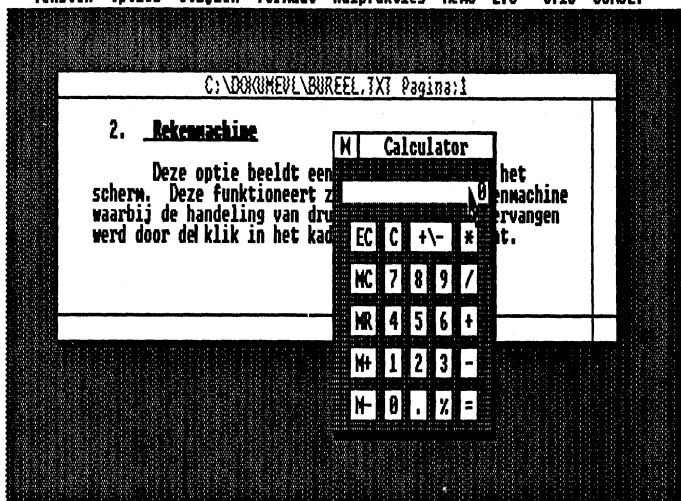 C:\DOKUMEVL\BUREEL.TXT Pagina:1
2. Rekenmachine
Deze optie beeldt een het
scherm. Deze funktioneert z enmachine
waarbij de handeling van dru ervangen
werd door de klik in het kad nt.
M Calculator
0
EC C +\- *
MC 7 8 9 /
MR 4 5 6 +
M+ 1 2 3 -
M- 0 . % =